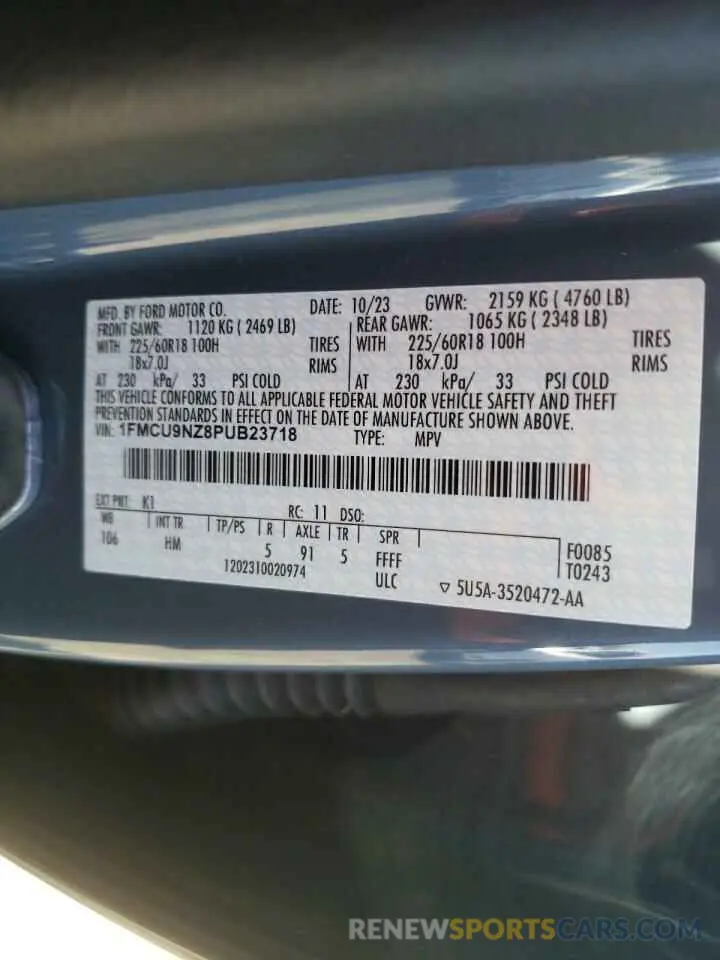 MFD. BY FORD MOTOR CO. DATE: 10/23 GVWR: 2159 KG ( 4760 LB)
FRONT GAWR: 1120 KG ( 2469 LB) REAR GAWR: 1065 KG ( 2348 LB)
WITH 225/60R18 100H TIRES WITH 225/60R18 100H TIRES
18x7.0J RIMS 18x7.0J RIMS
AT 230 kPa/ 33 PSI COLD AT 230 kPa/ 33 PSI COLD
THIS VEHICLE CONFORMS TO ALL APPLICABLE FEDERAL MOTOR VEHICLE SAFETY AND THEFT
PREVENTION STANDARDS IN EFFECT ON THE DATE OF MANUFACTURE SHOWN ABOVE.
VIN: 1FMCU9NZ8PUB23718 TYPE: MPV
EXT PNT: K1 RC: 11 DSO:
WB INT TR TP/PS R AXLE TR SPR
106 HM 5 91 5 FFFF F0085
1202310020974 ULC T0243
▽ 5U5A-3520472-AA
RENEWSPORTSCARS.COM